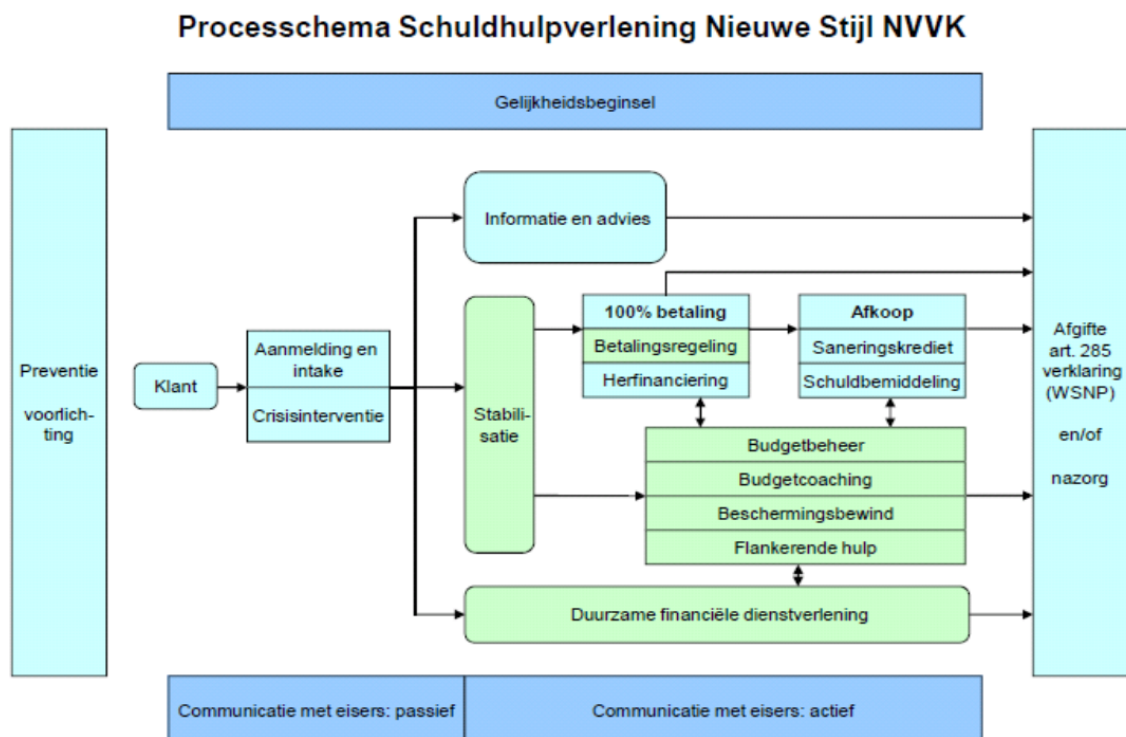 Processchema Schuldhulpverlening Nieuwe Stijl NVVK
Gelijkheidsbeginsel
Preventie
voorlich-
ting
Klant
Aanmelding en
intake
Crisisinterventie
Informatie en advies
Stabili-
satie
100% betaling
Betalingsregeling
Herfinanciering
Afkoop
Saneringskrediet
Schuldbemiddeling
Budgetbeheer
Budgetcoaching
Beschermingsbewind
Flankerende hulp
Duurzame financiële dienstverlening
Afgifte
art. 285
verklaring
(WSNP)
en/of
nazorg
Communicatie met eisers: passief
Communicatie met eisers: actief